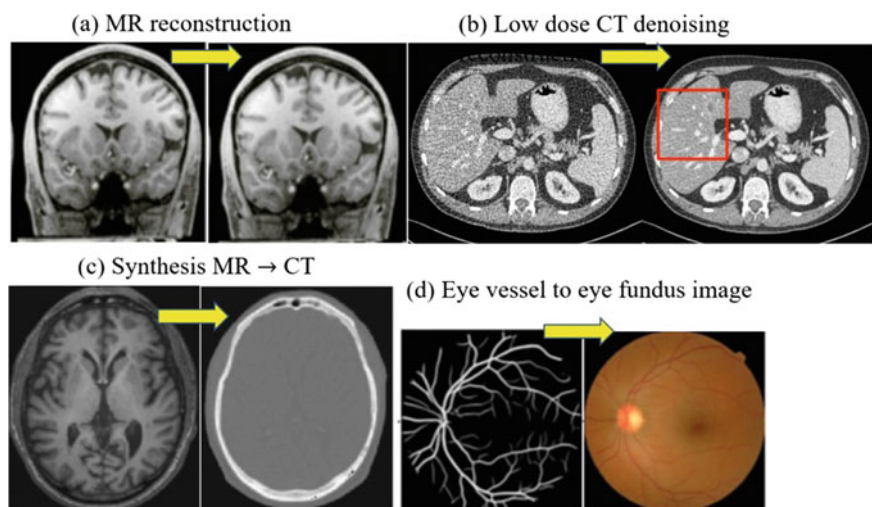 (a) MR reconstruction
(b) Low dose CT denoising
(c) Synthesis MR → CT
(d) Eye vessel to eye fundus image